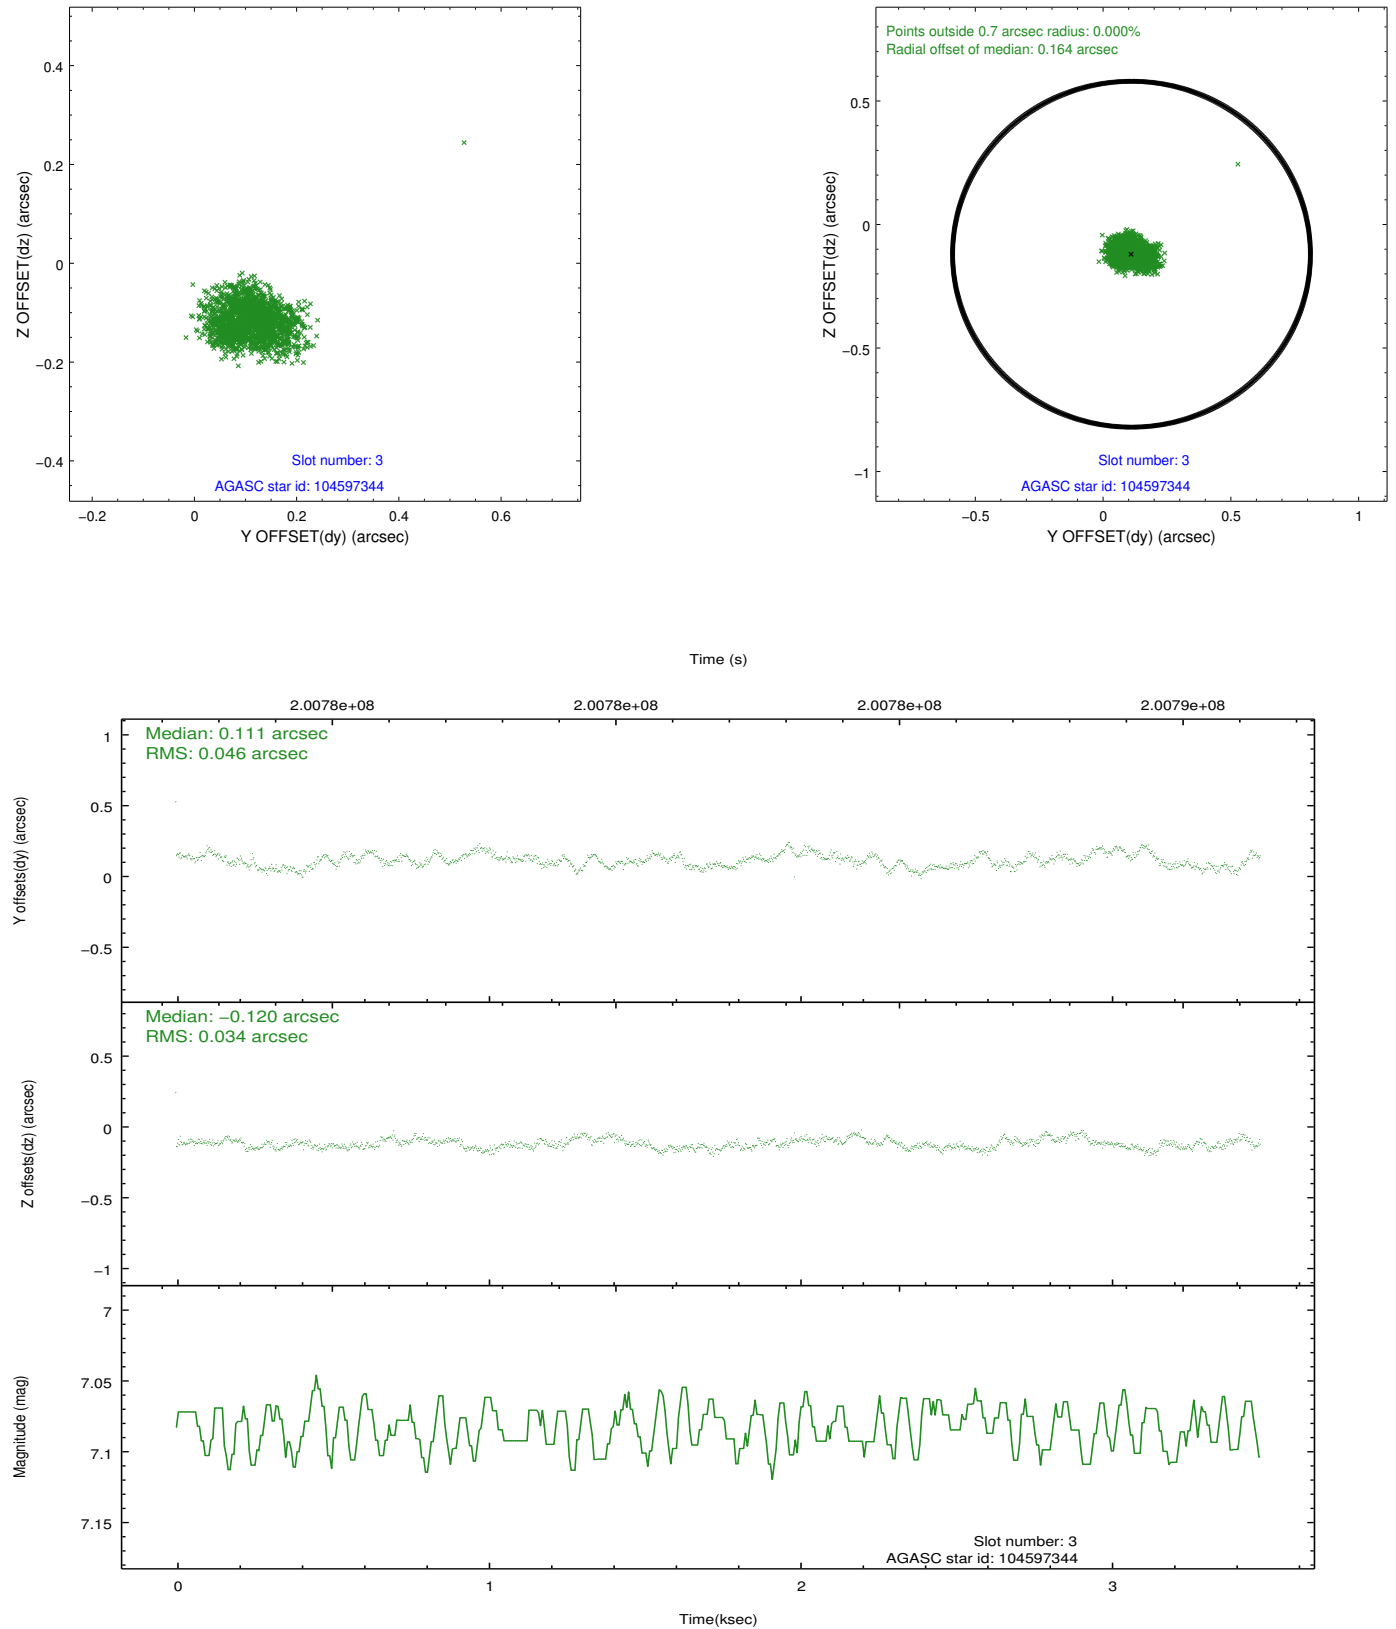 0.4
0.2
0
−0.2
−0.4
Z OFFSET(dz) (arcsec)
Slot number: 3
AGASC star id: 104597344
−0.2 0 0.2 0.4 0.6
Y OFFSET(dy) (arcsec)
Points outside 0.7 arcsec radius: 0.000%
Radial offset of median: 0.164 arcsec
0.5
0
−0.5
−1
Z OFFSET(dz) (arcsec)
Slot number: 3
AGASC star id: 104597344
−0.5 0 0.5 1
Y OFFSET(dy) (arcsec)
Time (s)
2.0078e+08 2.0078e+08 2.0078e+08 2.0079e+08
Median: 0.111 arcsec
RMS: 0.046 arcsec
1
0.5
0
−0.5
Y offsets(dy) (arcsec)
Median: −0.120 arcsec
RMS: 0.034 arcsec
0.5
0
−0.5
−1
Z offsets(dz) (arcsec)
7
7.05
7.1
7.15
Magnitude (mag)
Slot number: 3
AGASC star id: 104597344
0 1 2 3
Time(ksec)